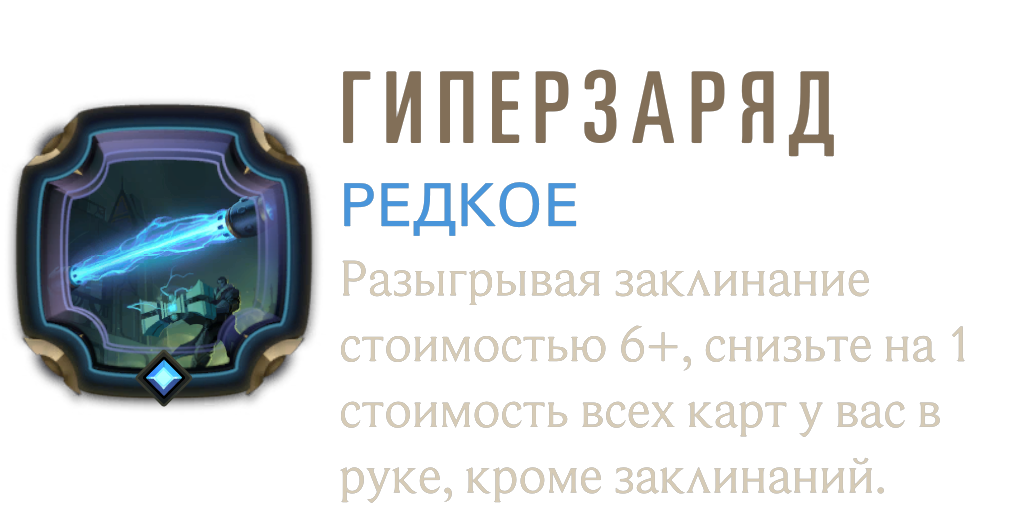 ГИПЕРЗАРЯД
РЕДКОЕ
Разыгрывая заклинание
стоимостью 6+, снизьте на 1
стоимость всех карт у вас в
руке, кроме заклинаний.